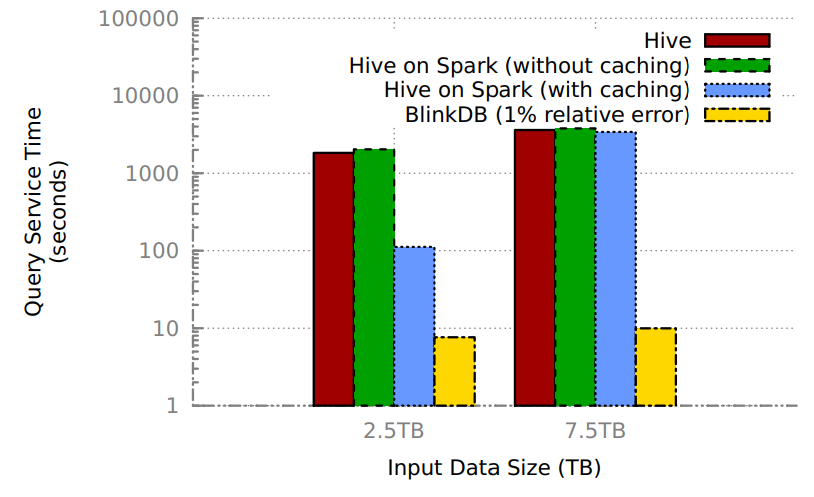 100000
10000
1000
100
10
1
Query Service Time
(seconds)
Hive
Hive on Spark (without caching)
Hive on Spark (with caching)
BlinkDB (1% relative error)
2.5TB
7.5TB
Input Data Size (TB)